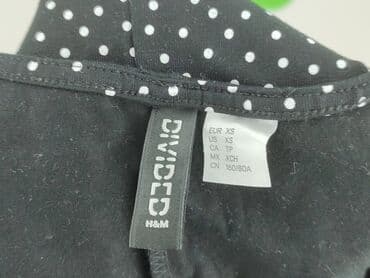 DIVIDED
H&M
EUR XS
US XS
CA TP
MX XCH
CN 160/80A